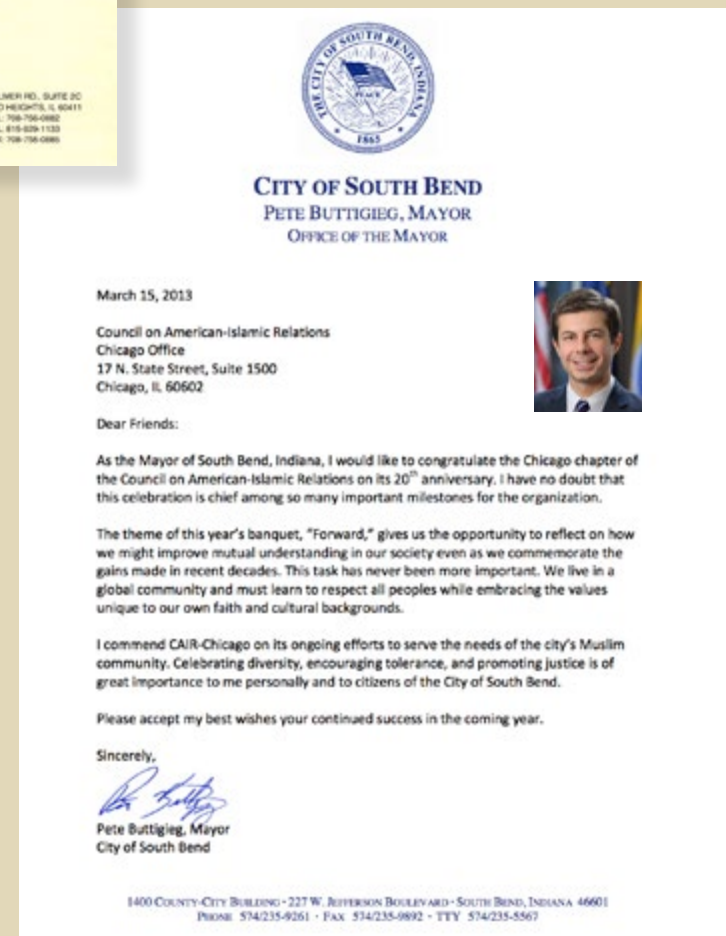 SUITE 2C
HEIGHTS, IL 60411
THE CITY OF SOUTH BEND, INDIANA
PEACE
1865
CITY OF SOUTH BEND
PETE BUTTIGIEG, MAYOR
OFFICE OF THE MAYOR
March 15, 2013
Council on American-Islamic Relations
Chicago Office
17 N. State Street, Suite 1500
Chicago, IL 60602
Dear Friends:
As the Mayor of South Bend, Indiana, I would like to congratulate the Chicago chapter of
the Council on American-Islamic Relations on its 20th anniversary. I have no doubt that
this celebration is chief among so many important milestones for the organization.
The theme of this year's banquet, "Forward," gives us the opportunity to reflect on how
we might improve mutual understanding in our society even as we commemorate the
gains made in recent decades. This task has never been more important. We live in a
global community and must learn to respect all peoples while embracing the values
unique to our own faith and cultural backgrounds.
I commend CAIR-Chicago on its ongoing efforts to serve the needs of the city's Muslim
community. Celebrating diversity, encouraging tolerance, and promoting justice is of
great importance to me personally and to citizens of the City of South Bend.
Please accept my best wishes your continued success in the coming year.
Sincerely,
Pete Buttigieg, Mayor
City of South Bend
1400 COUNTY-CITY BUILDING · 227 W. JEFFERSON BOULEVARD · SOUTH BEND, INDIANA 46601
PHONE 574/235-9261 · FAX 574/235-9892 · TTY 574/235-5567